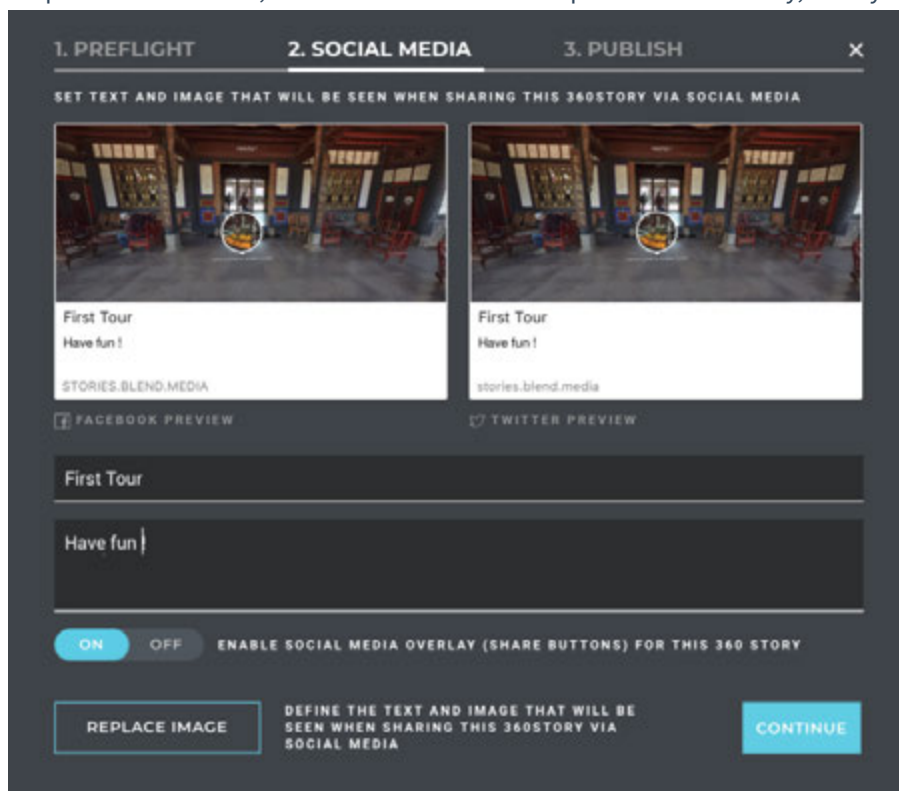 1. PREFLIGHT 2. SOCIAL MEDIA 3. PUBLISH ×
SET TEXT AND IMAGE THAT WILL BE SEEN WHEN SHARING THIS 360STORY VIA SOCIAL MEDIA
First Tour
Have fun !
STORIES.BLEND.MEDIA
FACEBOOK PREVIEW
First Tour
Have fun !
stories.blend.media
TWITTER PREVIEW
First Tour
Have fun !
ON OFF ENABLE SOCIAL MEDIA OVERLAY (SHARE BUTTONS) FOR THIS 360 STORY
REPLACE IMAGE
DEFINE THE TEXT AND IMAGE THAT WILL BE
SEEN WHEN SHARING THIS 360STORY VIA
SOCIAL MEDIA
CONTINUE